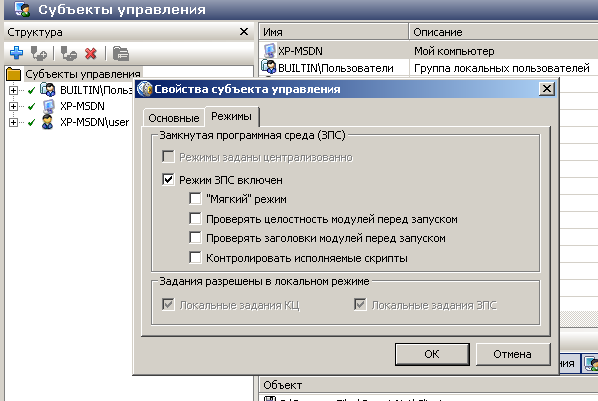 Субъекты управления
Структура
Имя Описание
XP-MSDN Мой компьютер
BUILTIN\Пользователи Группа локальных пользователей
Субъекты управления
BUILTIN\Польз
XP-MSDN
XP-MSDN\user
Свойства субъекта управления
Основные Режимы
Замкнутая программная среда (ЗПС)
Режимы заданы централизованно
Режим ЗПС включен
"Мягкий" режим
Проверять целостность модулей перед запуском
Проверять заголовки модулей перед запуском
Контролировать исполняемые скрипты
Задания разрешены в локальном режиме
Локальные задания КЦ Локальные задания ЗПС
ОК Отмена
ния
Объект